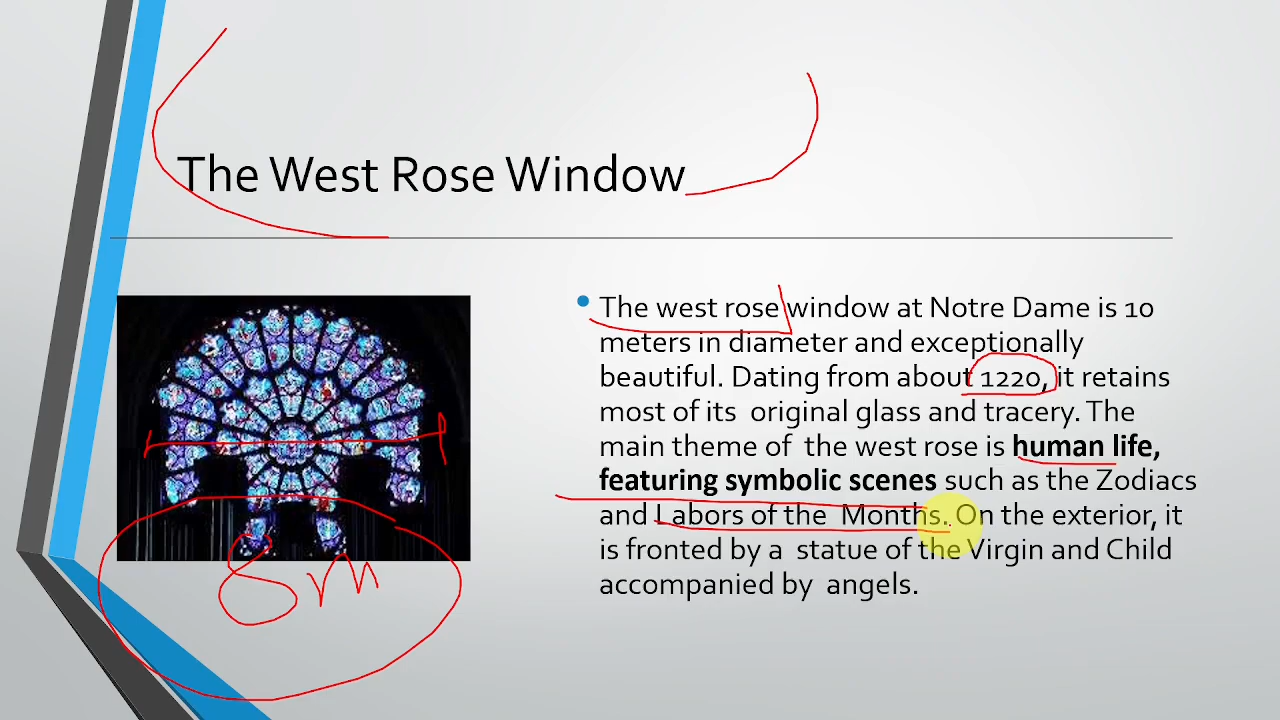 The West Rose Window
• The west rose window at Notre Dame is 10
meters in diameter and exceptionally
beautiful. Dating from about 1220, it retains
most of its original glass and tracery. The
main theme of the west rose is human life,
featuring symbolic scenes such as the Zodiacs
and Labors of the Months. On the exterior, it
is fronted by a statue of the Virgin and Child
accompanied by angels.
8m